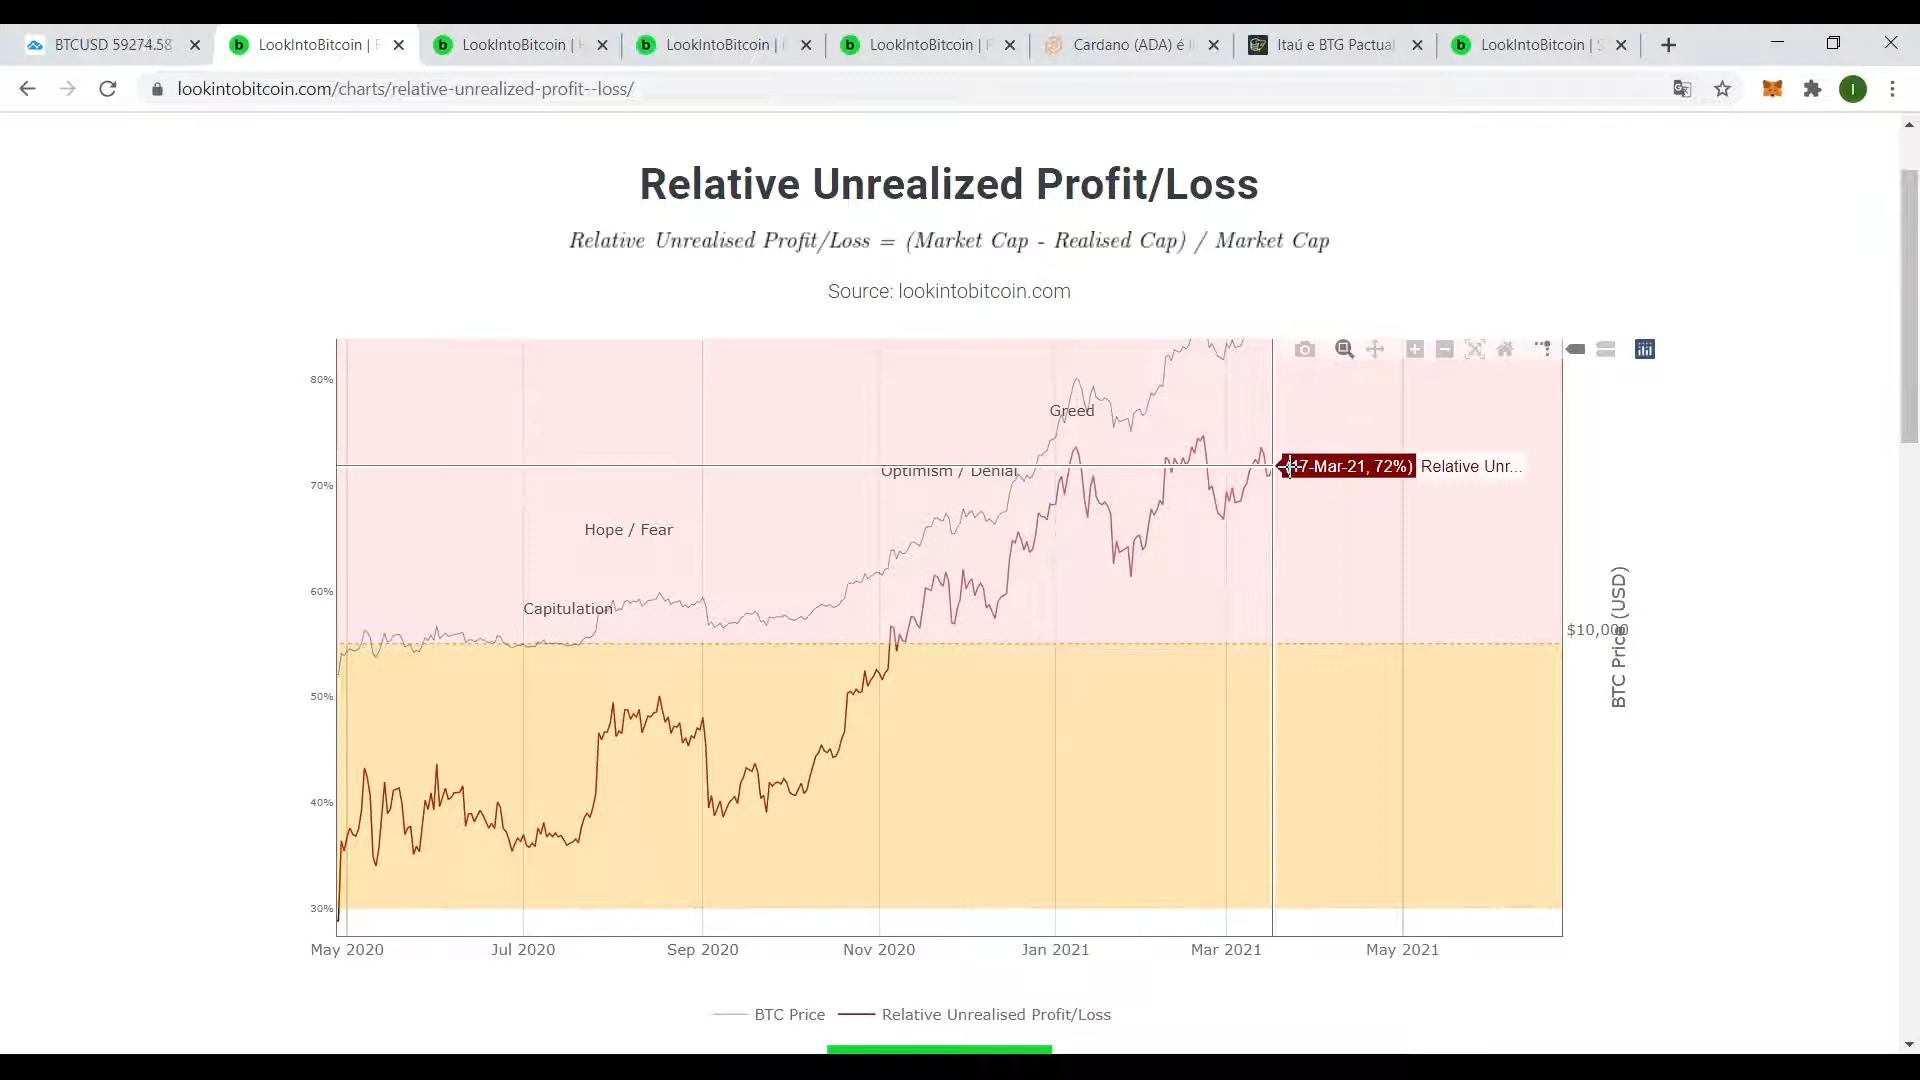 BTCUSD 59274.58
LookIntoBitcoin |
LookIntoBitcoin |
LookIntoBitcoin |
LookIntoBitcoin |
Cardano (ADA) é
Itaú e BTG Pactua
LookIntoBitcoin | S
lookintobitcoin.com/charts/relative-unrealized-profit--loss/
I
Relative Unrealized Profit/Loss
Relative Unrealised Profit/Loss = (Market Cap - Realised Cap) / Market Cap
Source: lookintobitcoin.com
80%
70%
60%
50%
40%
30%
Greed
Optimism / Denial
Hope / Fear
Capitulation
17-Mar-21, 72%) Relative Unr...
$10,000
BTC Price (USD)
May 2020
Jul 2020
Sep 2020
Nov 2020
Jan 2021
Mar 2021
May 2021
BTC Price
Relative Unrealised Profit/Loss